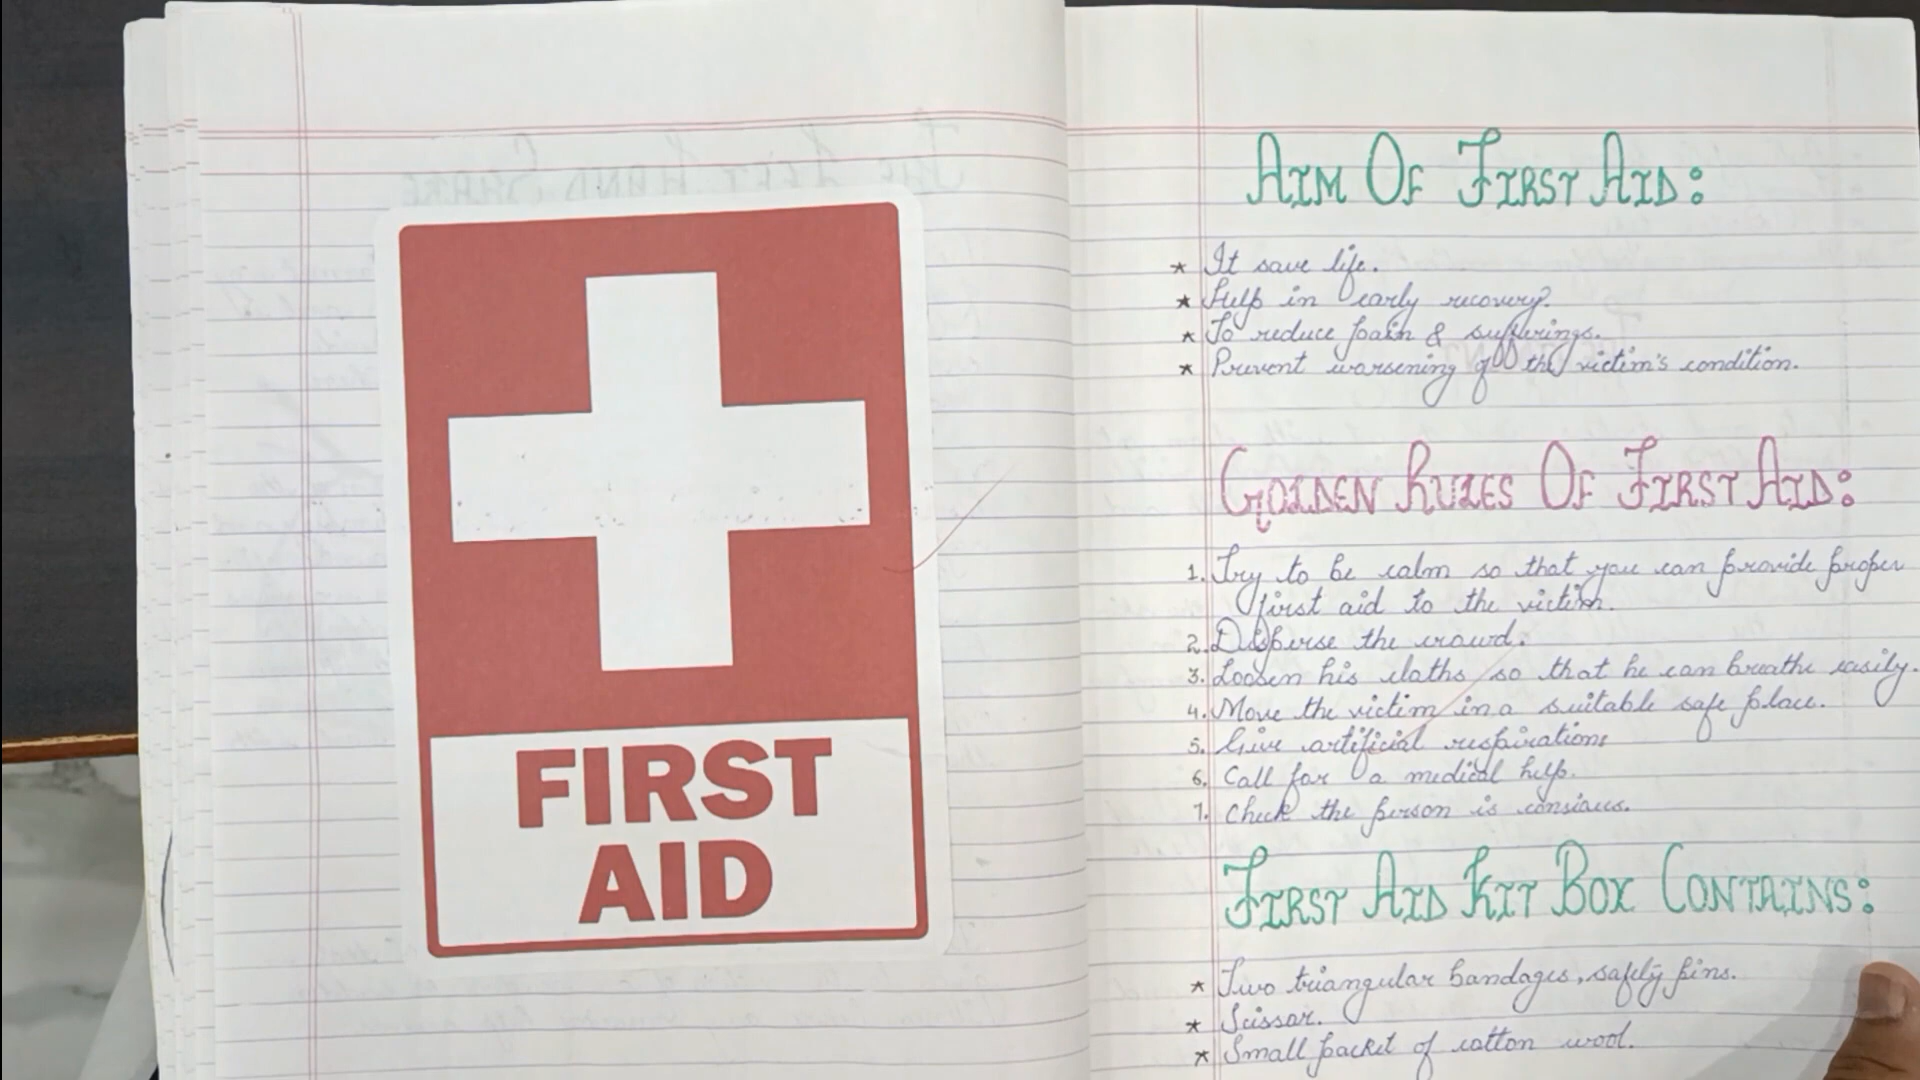 FIRST
AID
AIM OF FIRST AID:
* It save life.
* Help in early recovery.
* To reduce pain & sufferings.
* Prevent worsening of the victim's condition.
GOLDEN RULES OF FIRST AID:
1. Try to be calm so that you can provide proper
first aid to the victim.
2. Disperse the crowd.
3. Loosen his cloths so that he can breathe easily.
4. Move the victim in a suitable safe place.
5. Give artificial respirations
6. Call for a medical help.
7. Check the person is consious.
FIRST AID KIT BOX CONTAINS:
* Two triangular bandages, safety pins.
* Scissor.
* Small packet of cotton wool.